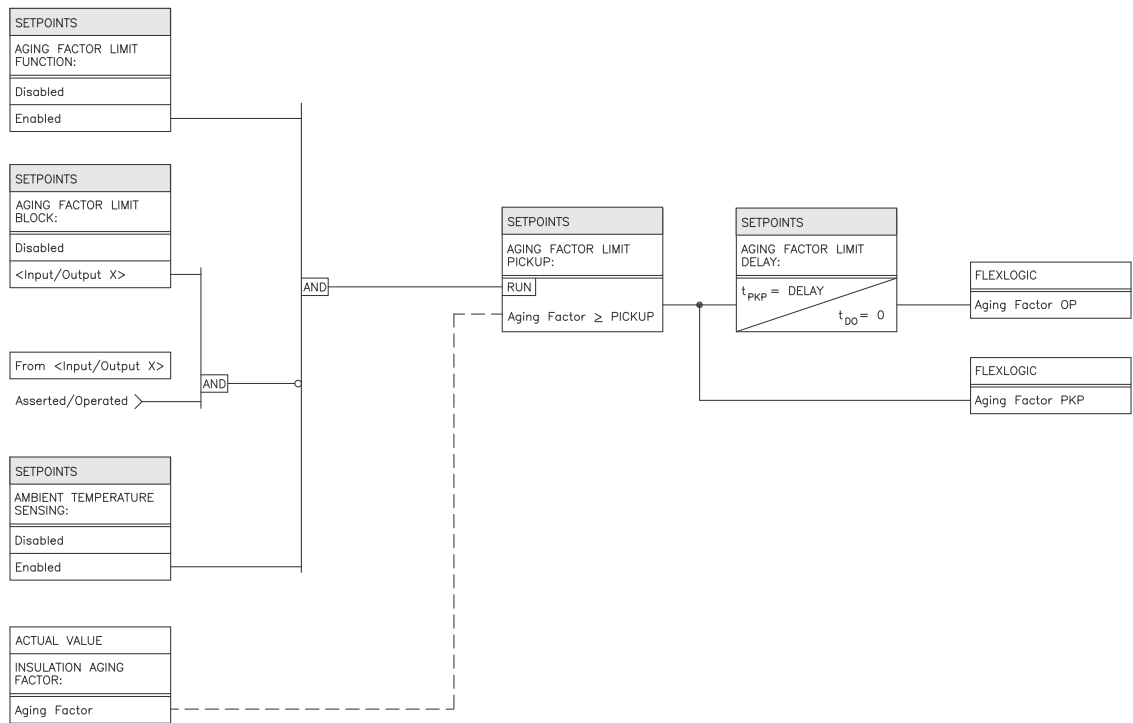 SETPOINTS
AGING FACTOR LIMIT
FUNCTION:
Disabled
Enabled
SETPOINTS
AGING FACTOR LIMIT
BLOCK:
Disabled
<Input/Output X>
From <Input/Output X>
Asserted/Operated
AND
SETPOINTS
AMBIENT TEMPERATURE
SENSING:
Disabled
Enabled
ACTUAL VALUE
INSULATION AGING
FACTOR:
Aging Factor
AND
SETPOINTS
AGING FACTOR LIMIT
PICKUP:
RUN
Aging Factor ≥ PICKUP
SETPOINTS
AGING FACTOR LIMIT
DELAY:
tPKP = DELAY
tDO = 0
FLEXLOGIC
Aging Factor OP
FLEXLOGIC
Aging Factor PKP